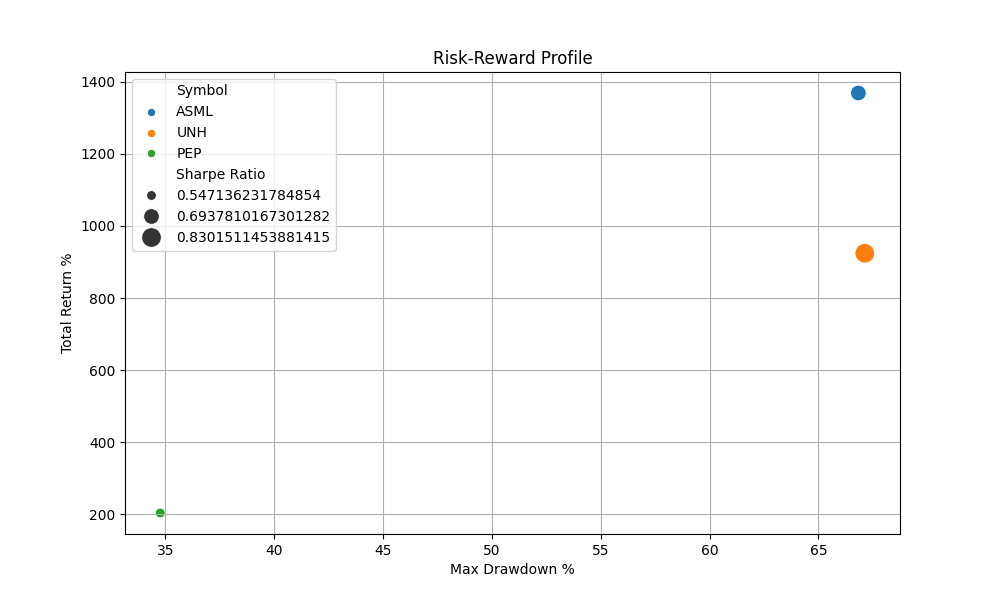 Risk-Reward Profile
Symbol
ASML
UNH
PEP
Sharpe Ratio
0.547136231784854
0.6937810167301282
0.8301511453881415
1400
1200
1000
800
600
400
200
Total Return %
35 40 45 50 55 60 65
Max Drawdown %